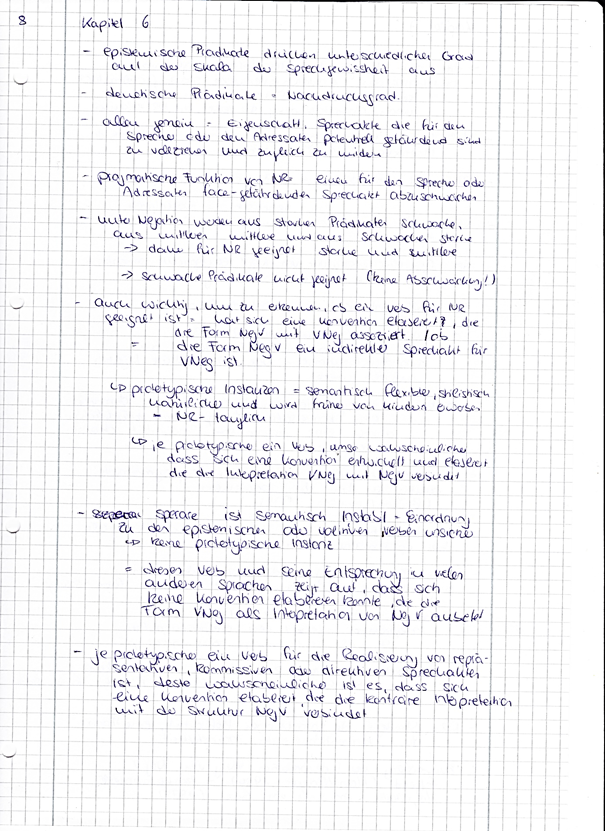 8 Kapitel 6
- epistemische Prädikate drücken unterschiedlichen Grad
auf der Skala der Sprechgewissheit aus
- deontische Prädikate = Nachdrucksgrad.
- allen gemein = Eigenschaft, Sprechakte die für den
Sprecher oder den Adressaten potentiell gefährdend sind
zu vollziehen und zugleich zu mildern
- pragmatische Funktion von NR einen für den Sprecher oder
Adressaten face-gefährdenden Sprechakt abzuschwächen
- unter Negation werden aus starken Prädikaten schwache,
aus mittleren mittlere und aus schwachen starke
→ daher für NR geeignet starke und mittlere
→ schwache Prädikate nicht geeignet (keine Abschwächung!)
- auch wichtig, um zu erkennen, ob ein Verb für NR
geeignet ist = hat sich eine Konvention etabliert?, die
die Form NegV mit VNeg assoziiert / ob
= die Form NegV ein indirekter Sprechakt für
VNeg ist
↳ prototypische Instanzen = semantisch flexibler, stilistisch
natürlicher und wird früher von Kindern erworben
- NR-tauglich
↳ je prototypischer ein Verb, umso wahrscheinlicher
dass sich eine Konvention entwickelt und etabliert
die die Interpretation VNeg mit NegV verbindet
- sperare ist semantisch instabil - Einordnung
zu den epistemischen oder volitiven Verben unsicher
↳ keine prototypische Instanz
= dieses Verb und seine Entsprechung in vielen
anderen Sprachen zeigt auf, dass sich
keine Konvention etablieren konnte, die die
Form VNeg als Interpretation von NegV ausbildet
- je prototypischer ein Verb für die Realisierung von reprä-
sentativen, kommissiven oder direktiven Sprechakten
ist, desto wahrscheinlicher ist es, dass sich
eine Konvention etabliert die die konträre Interpretation
mit der Struktur NegV verbindet